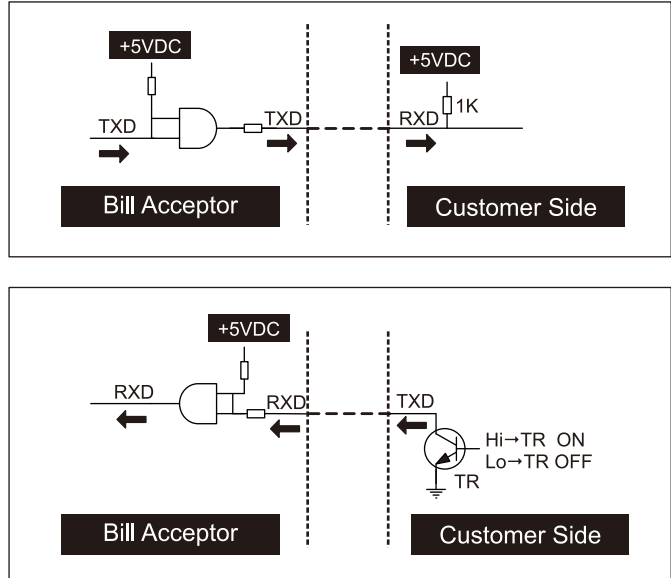 +5VDC
+5VDC
1K
TXD
TXD
RXD
Bill Acceptor
Customer Side
+5VDC
RXD
RXD
TXD
Hi→TR ON
Lo→TR OFF
TR
Bill Acceptor
Customer Side